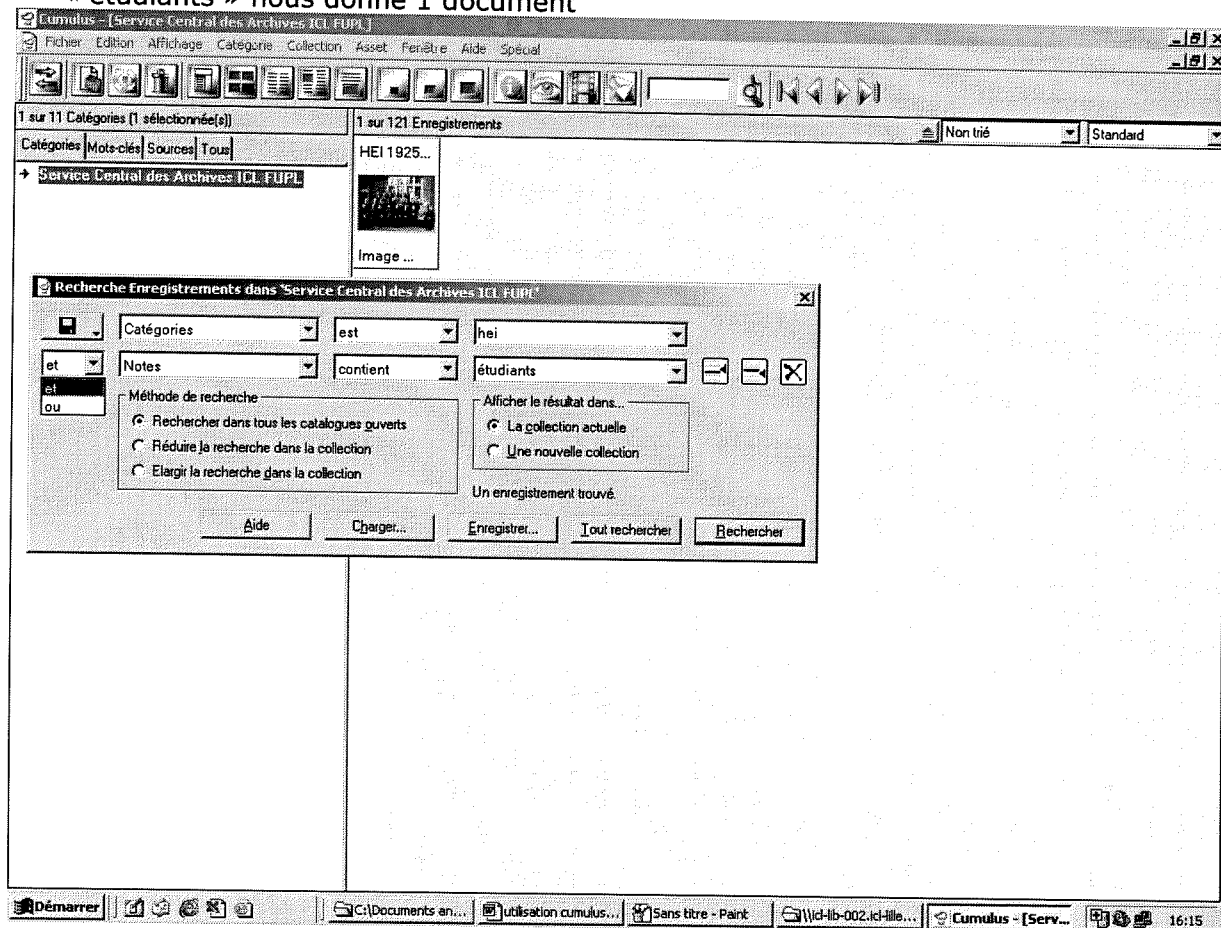 « étudiants » nous donne 1 document
Cumulus - [Service Central des Archives ICL FUPL]
Fichier Edition Affichage Catégorie Collection Asset Fenêtre Aide Spécial
1 sur 11 Catégories (1 sélectionnée(s))
1 sur 121 Enregistrements
Non trié
Standard
Catégories Mots-clés Sources Tous
Service Central des Archives ICL FUPL
HEI 1925...
Image ...
Recherche Enregistrements dans 'Service Central des Archives ICL FUPL'
Catégories est hei
et Notes contient étudiants
et
ou
Méthode de recherche
Rechercher dans tous les catalogues ouverts
Réduire la recherche dans la collection
Elargir la recherche dans la collection
Afficher le résultat dans...
La collection actuelle
Une nouvelle collection
Un enregistrement trouvé.
Aide Charger... Enregistrer... Tout rechercher Rechercher
Démarrer C:\Documents an... utilisation cumulus... Sans titre - Paint \\icl-lib-002.icl-lille... Cumulus - [Serv... 16:15